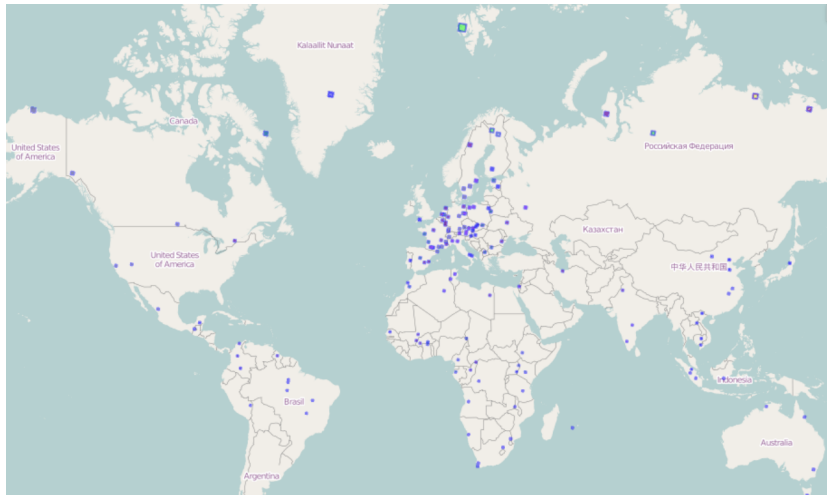 Kalaallit Nunaat
Canada
United States
of America
Российская Федерация
Казахстан
United States
of America
中华人民共和国
Indonesia
Brasil
Australia
Argentina